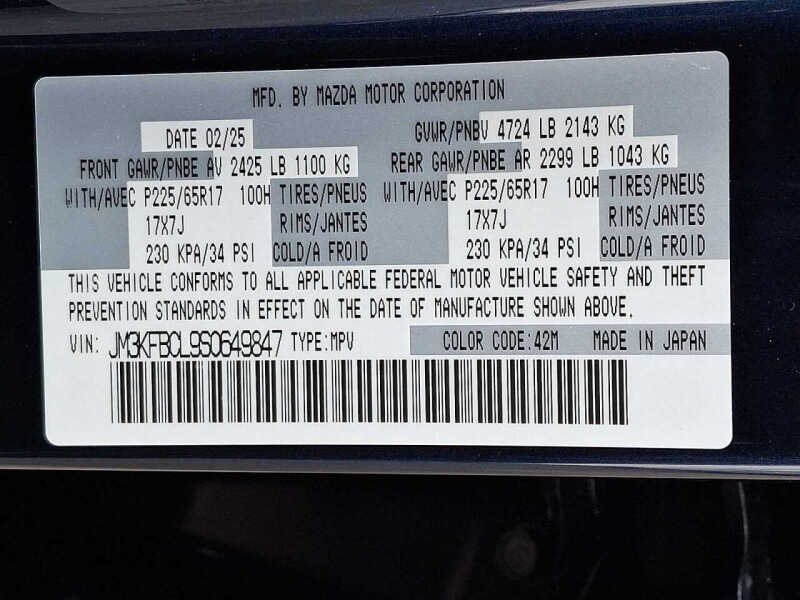 MFD. BY MAZDA MOTOR CORPORATION
DATE 02/25 GVWR/PNBV 4724 LB 2143 KG
FRONT GAWR/PNBE AV 2425 LB 1100 KG REAR GAWR/PNBE AR 2299 LB 1043 KG
WITH/AVEC P225/65R17 100H TIRES/PNEUS WITH/AVEC P225/65R17 100H TIRES/PNEUS
17X7J RIMS/JANTES 17X7J RIMS/JANTES
230 KPA/34 PSI COLD/A FROID 230 KPA/34 PSI COLD/A FROID
THIS VEHICLE CONFORMS TO ALL APPLICABLE FEDERAL MOTOR VEHICLE SAFETY AND THEFT
PREVENTION STANDARDS IN EFFECT ON THE DATE OF MANUFACTURE SHOWN ABOVE.
VIN: JM3KFBCL9S0649847 TYPE:MPV COLOR CODE:42M MADE IN JAPAN